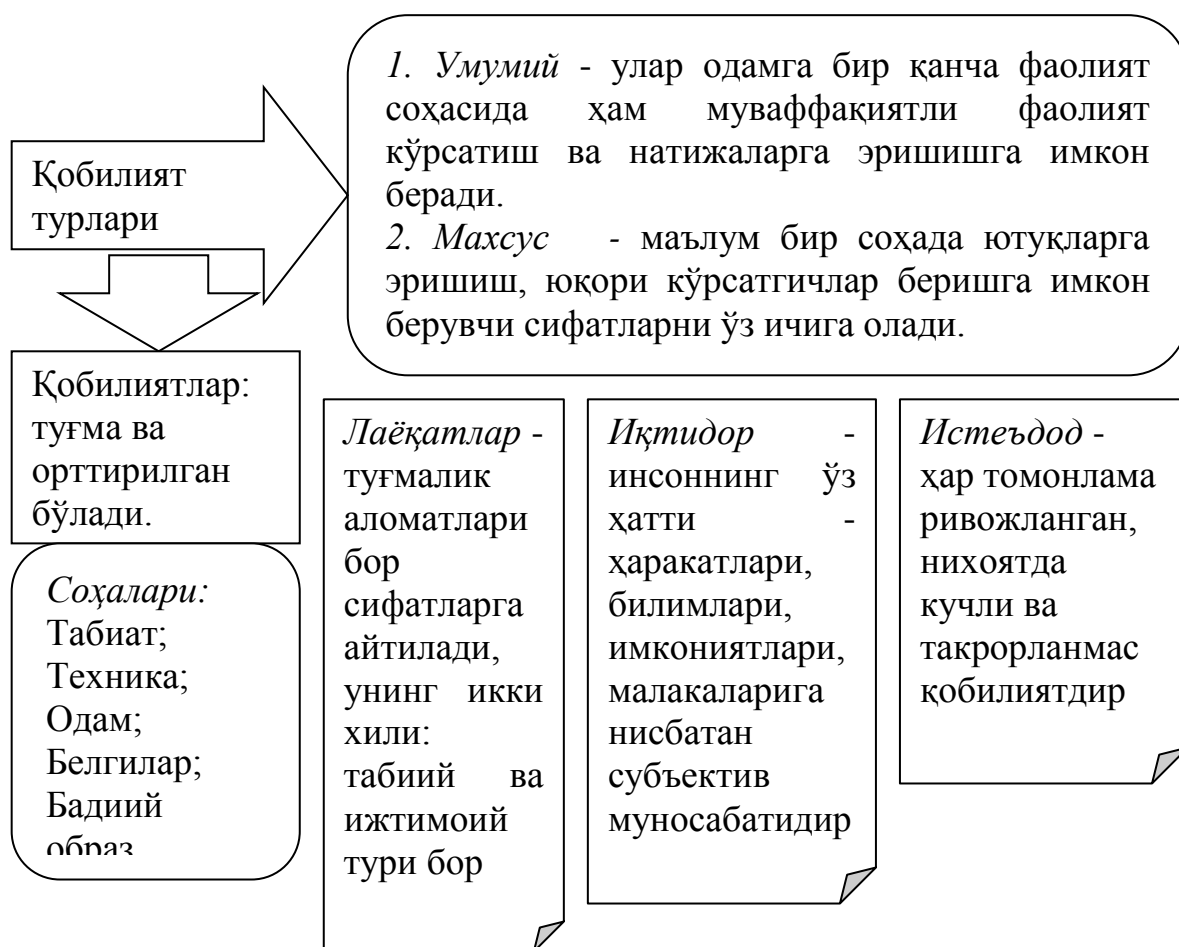 1. Умумий - улар одамга бир қанча фаолият
соҳасида ҳам муваффақиятли фаолият
кўрсатиш ва натижаларга эришишга имкон
беради.
2. Махсус - маълум бир соҳада ютуқларга
эришиш, юқори кўрсатгичлар беришга имкон
берувчи сифатларни ўз ичига олади.
Қобилият
турлари
Қобилиятлар:
туғма ва
орттирилган
бўлади.
Соҳалари:
Табиат;
Техника;
Одам;
Белгилар;
Бадиий
образ
Лаёқатлар -
туғмалик
аломатлари
бор
сифатларга
айтилади,
унинг икки
хили:
табиий ва
ижтимоий
тури бор
Иқтидор -
инсоннинг ўз
ҳатти -
ҳаракатлари,
билимлари,
имкониятлари,
малакаларига
нисбатан
субъектив
муносабатидир
Истеъдод -
ҳар томонлама
ривожланган,
нихоятда
кучли ва
такрорланмас
қобилиятдир